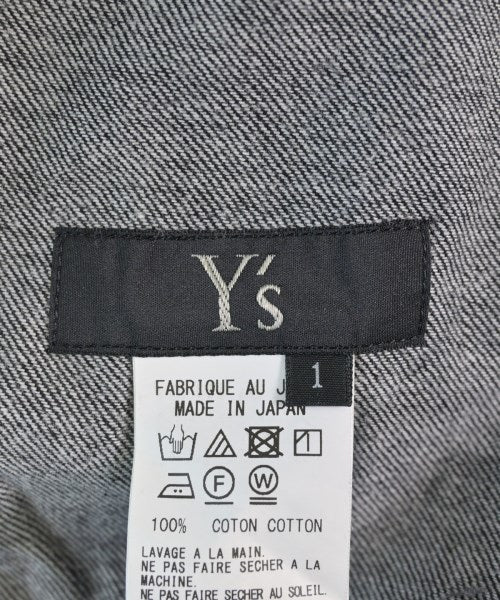 Y's
1
FABRIQUE AU J
MADE IN JAPAN
F W
100% COTON COTTON
LAVAGE A LA MAIN.
NE PAS FAIRE SECHER A LA
MACHINE.
NE PAS FAIRE SECHER AU SOLEIL.